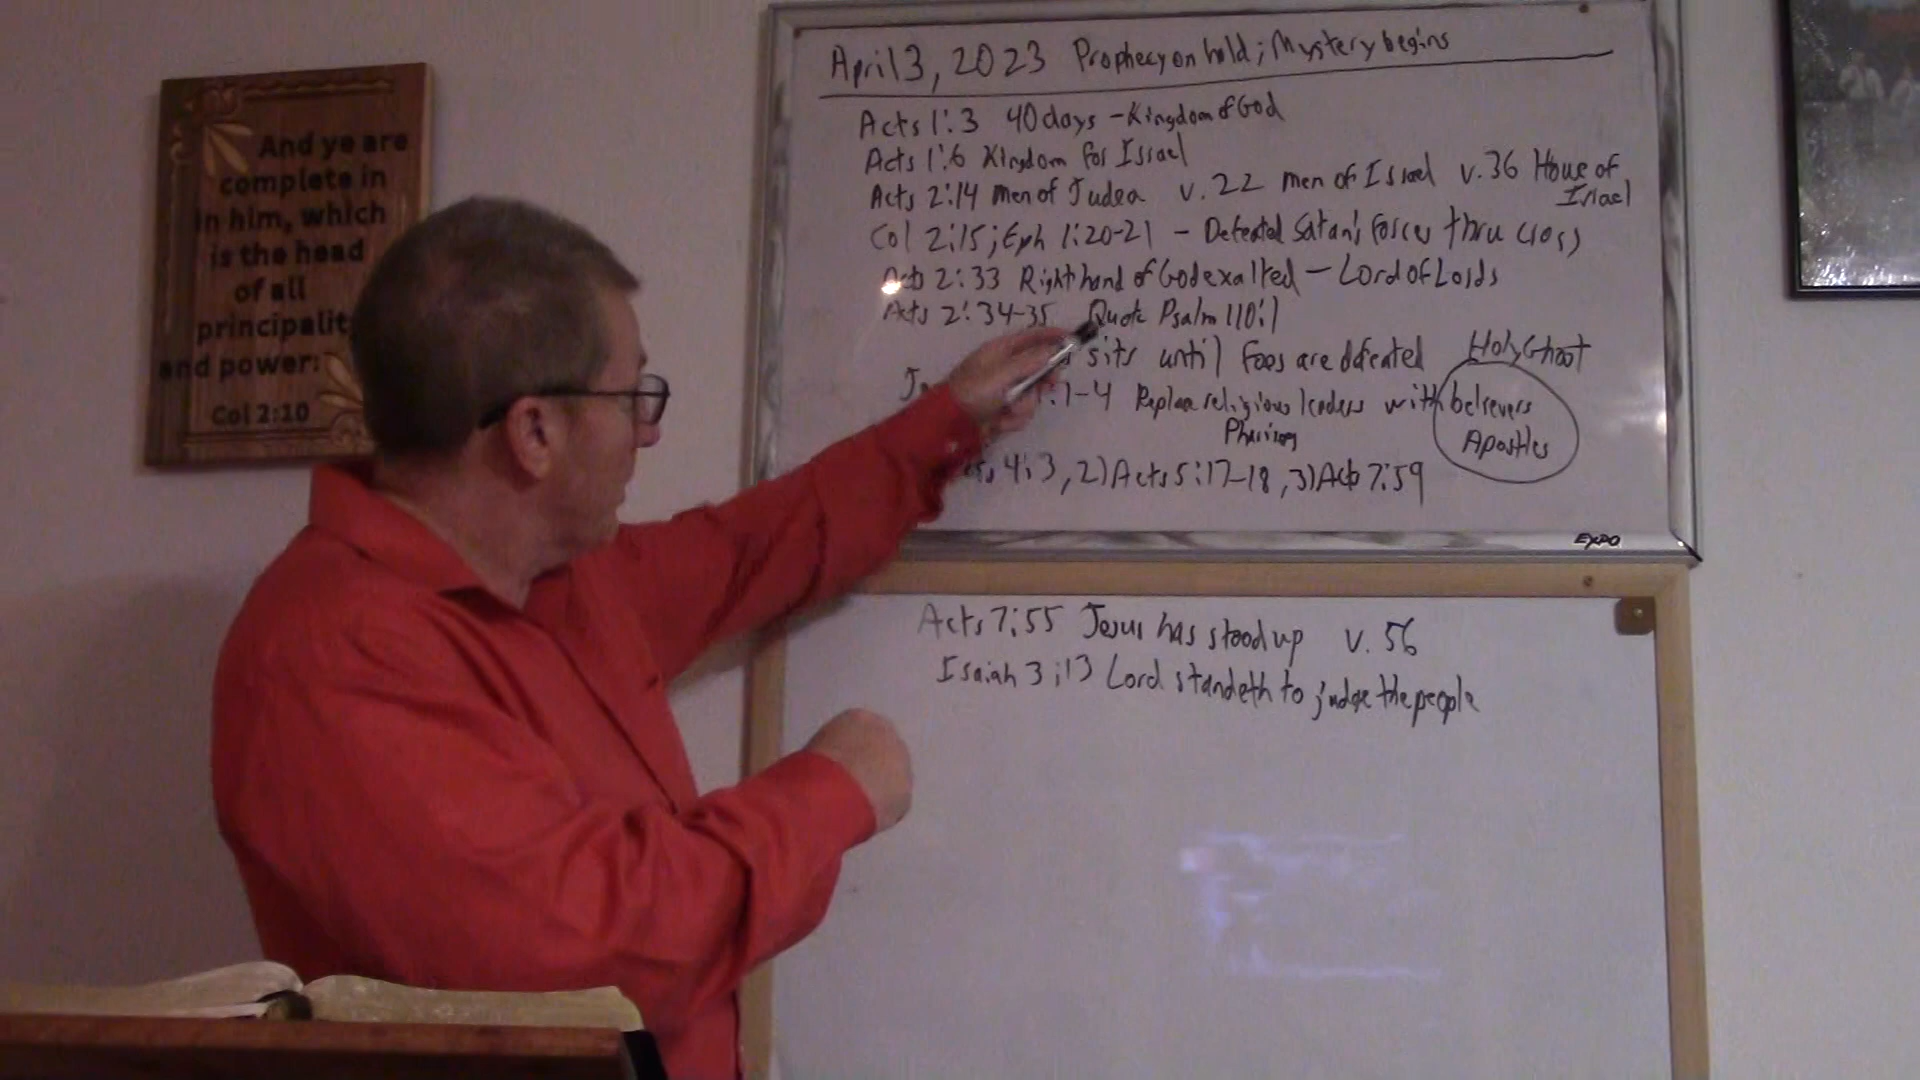 And ye are
complete in
in him, which
is the head
of all
principalit
and power:
Col 2:10
April 3, 2023 Prophecy on hold; Mystery begins
Acts 1:3 40 days - Kingdom of God
Acts 1:6 Kingdom for Israel
Acts 2:14 Men of Judea v. 22 Men of Israel v. 36 House of
Israel
Col 2:15; Eph 1:20-21 - Defeated Satan's forces thru cross
Acts 2:33 Right hand of God exalted - Lord of Lords
Acts 2:34-35 Quote Psalm 110:1
sits until foes are defeated Holy Ghost
:1-4 Replace religious leaders with believers
Pharisees Apostles
4:3, 2) Acts 5:17-18, 3) Acts 7:59
EXPO
Acts 7:55 Jesus has stood up v. 56
Isaiah 3:13 Lord standeth to judge the people